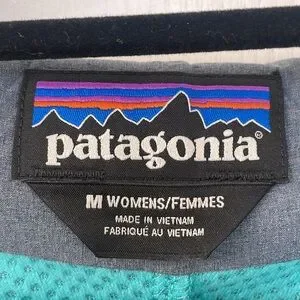 patagonia®
M WOMENS/FEMMES
MADE IN VIETNAM
FABRIQUÉ AU VIETNAM